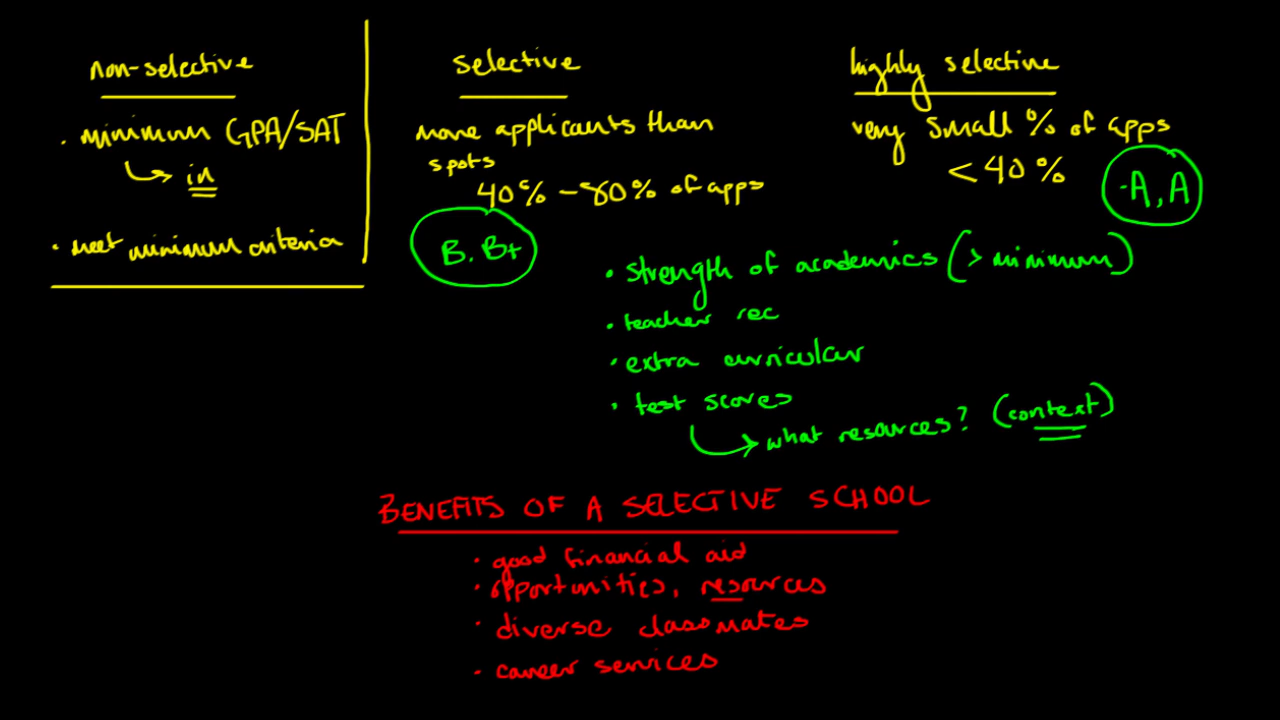 non-selective
• minimum GPA/SAT
in
• meet minimum criteria
selective
more applicants than
spots
40% - 80% of apps
B, B+
highly selective
very small % of apps
< 40%
-A, A
• strength of academics (> minimum)
• teacher rec
• extra curricular
• test scores
what resources? (context)
BENEFITS OF A SELECTIVE SCHOOL
• good financial aid
• opportunities, resources
• diverse classmates
• career services